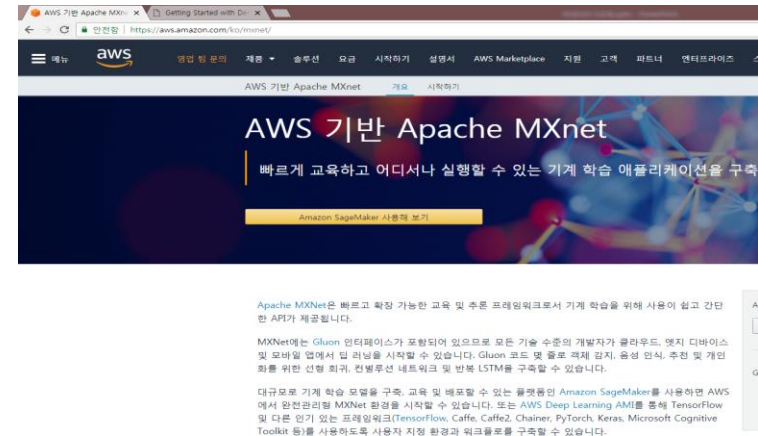 AWS 기반 Apache MXn
Getting Started with De
안전함 | https://aws.amazon.com/ko/mxnet/
메뉴 aws 영업 팀 문의 제품 솔루션 요금 시작하기 설명서 AWS Marketplace 지원 고객 파트너 엔터프라이즈
AWS 기반 Apache MXnet 개요 시작하기
AWS 기반 Apache MXnet
빠르게 교육하고 어디서나 실행할 수 있는 기계 학습 애플리케이션을 구축
Amazon SageMaker 사용해 보기
Apache MXNet은 빠르고 확장 가능한 교육 및 추론 프레임워크로서 기계 학습을 위해 사용이 쉽고 간단
한 API가 제공됩니다.
MXNet에는 Gluon 인터페이스가 포함되어 있으므로 모든 기술 수준의 개발자가 클라우드, 엣지 디바이스
및 모바일 앱에서 딥 러닝을 시작할 수 있습니다. Gluon 코드 몇 줄로 객체 감지, 음성 인식, 추천 및 개인
화를 위한 선형 회귀, 컨벌루션 네트워크 및 반복 LSTM을 구축할 수 있습니다.
대규모로 기계 학습 모델을 구축, 교육 및 배포할 수 있는 플랫폼인 Amazon SageMaker를 사용하면 AWS
에서 완전관리형 MXNet 환경을 시작할 수 있습니다. 또는 AWS Deep Learning AMI를 통해 TensorFlow
및 다른 인기 있는 프레임워크(TensorFlow, Caffe, Caffe2, Chainer, PyTorch, Keras, Microsoft Cognitive
Toolkit 등)를 사용하도록 사용자 지정 환경과 워크플로를 구축할 수 있습니다.